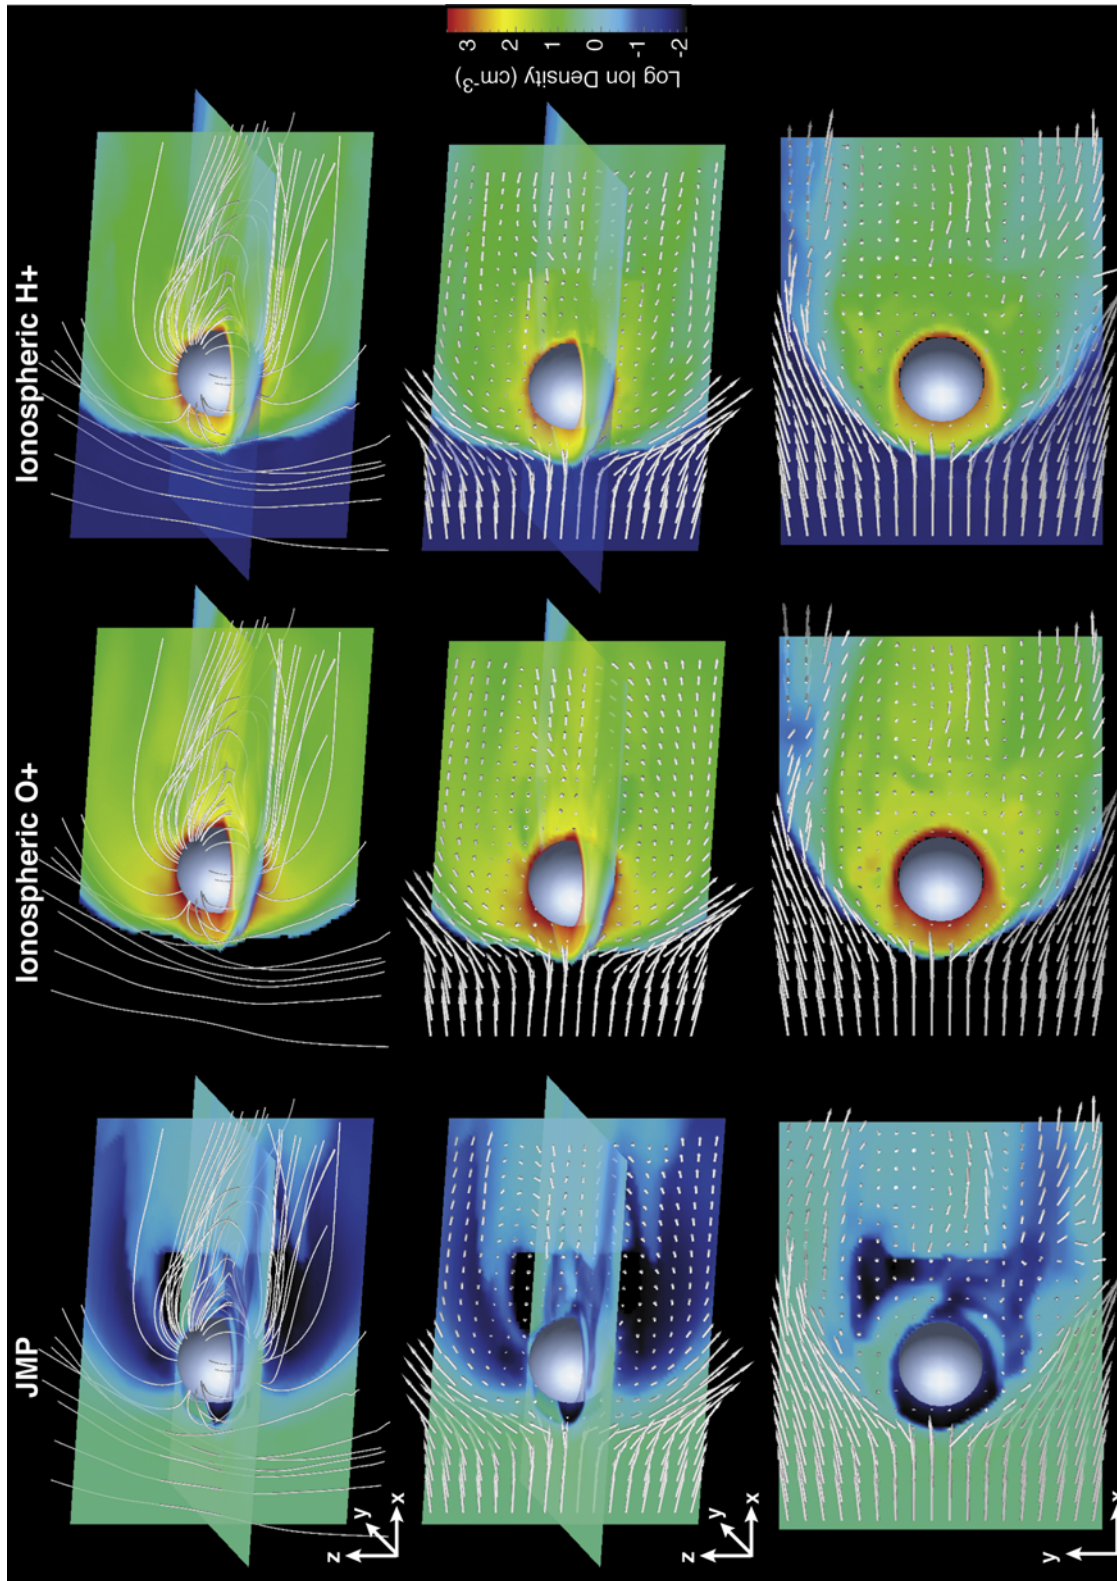 JMP
Ionospheric O+
Ionospheric H+
z
y
x
z
y
x
y
x
3
2
1
0
-1
-2
Log Ion Density (cm-3)